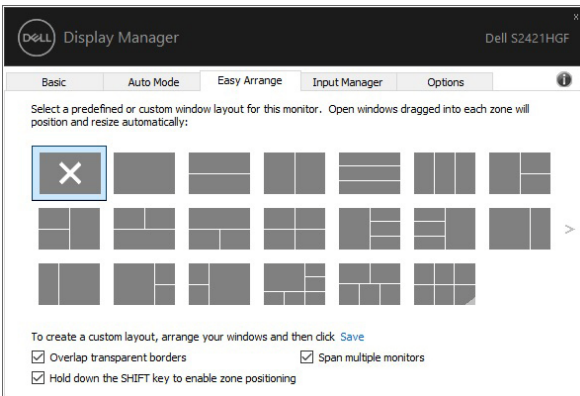 DELL Display Manager
Dell S2421HGF
Basic Auto Mode Easy Arrange Input Manager Options
Select a predefined or custom window layout for this monitor. Open windows dragged into each zone will
position and resize automatically:
To create a custom layout, arrange your windows and then click Save
Overlap transparent borders
Span multiple monitors
Hold down the SHIFT key to enable zone positioning